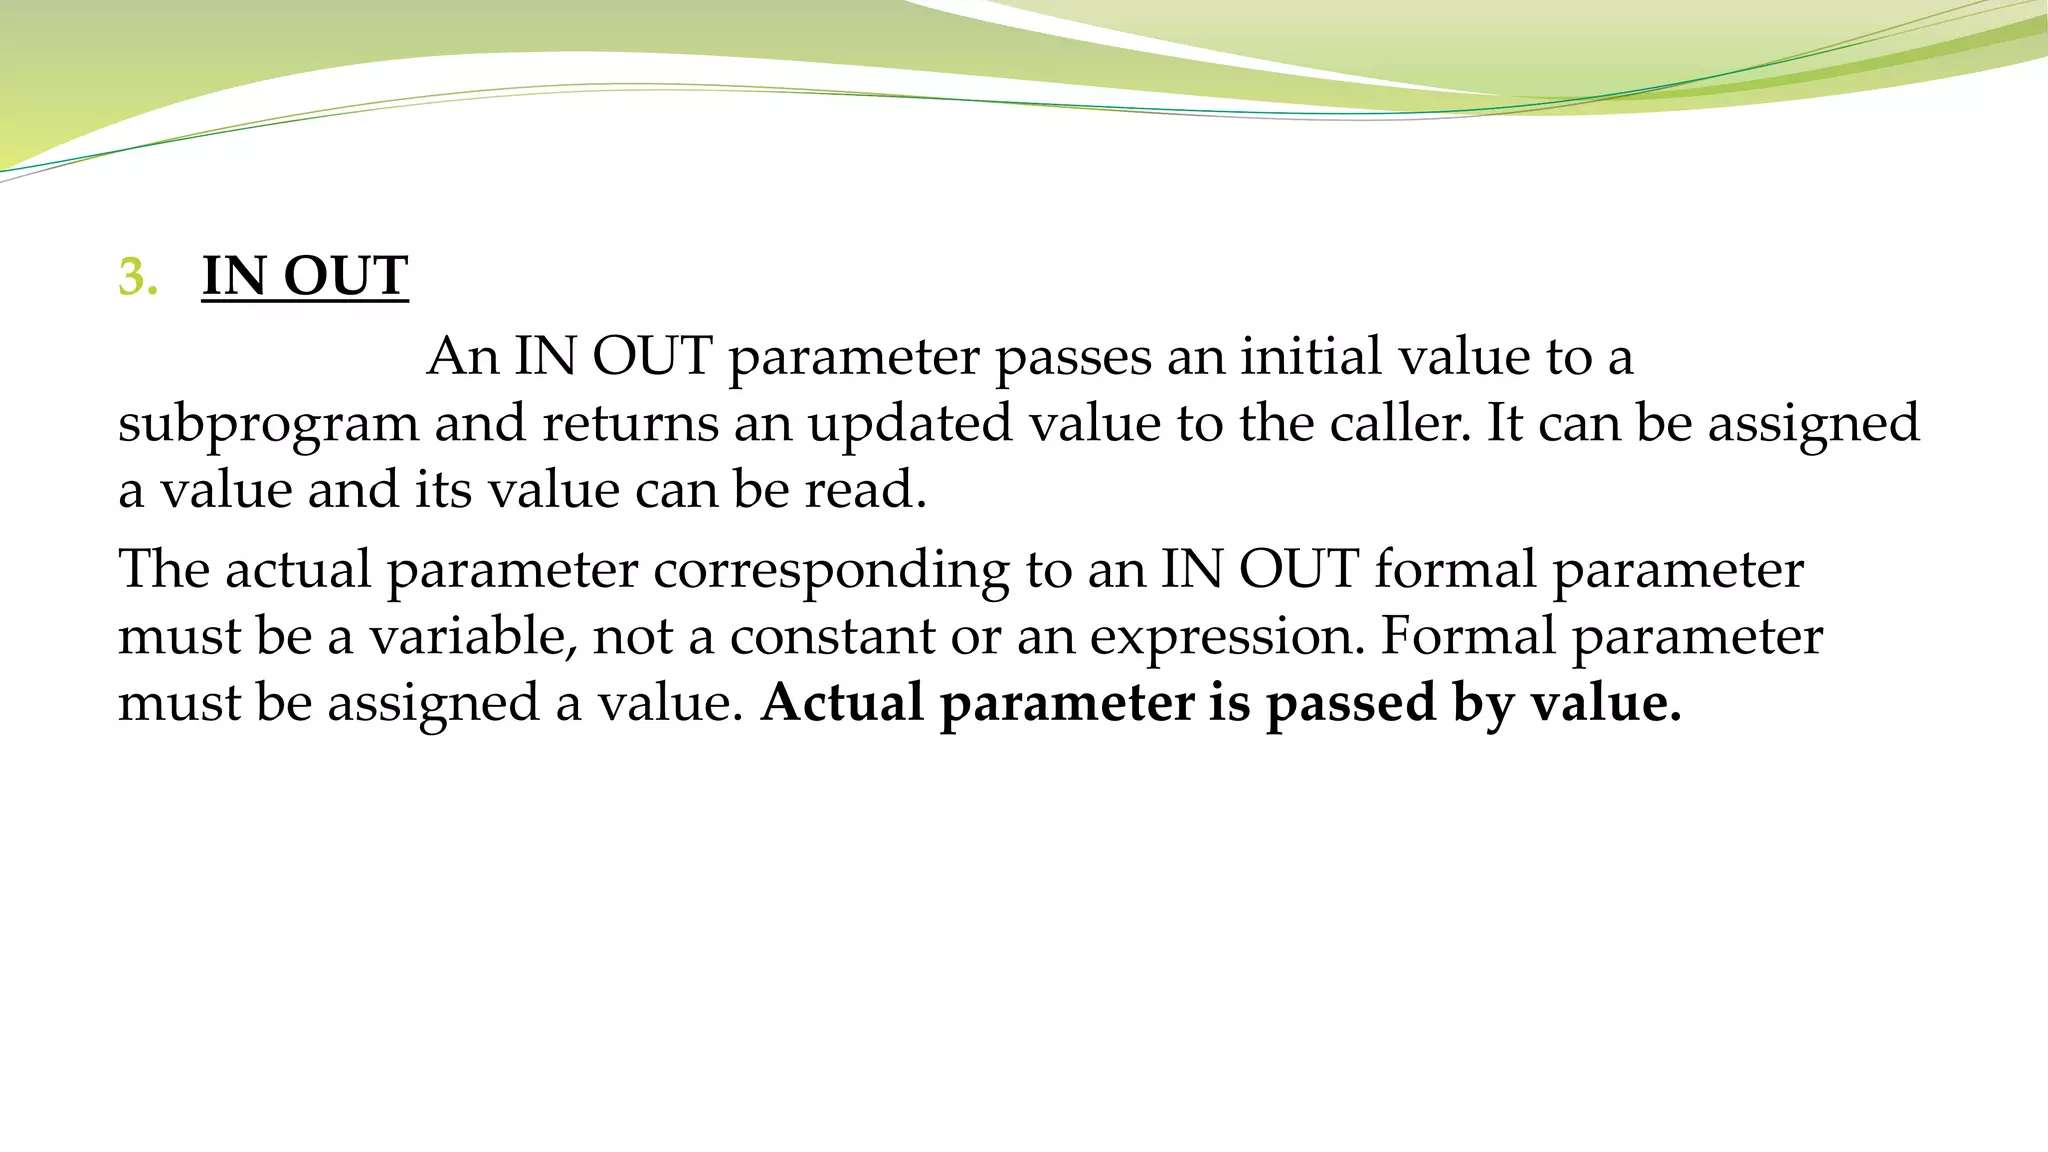 3. IN OUT
An IN OUT parameter passes an initial value to a
subprogram and returns an updated value to the caller. It can be assigned
a value and its value can be read.
The actual parameter corresponding to an IN OUT formal parameter
must be a variable, not a constant or an expression. Formal parameter
must be assigned a value. Actual parameter is passed by value.